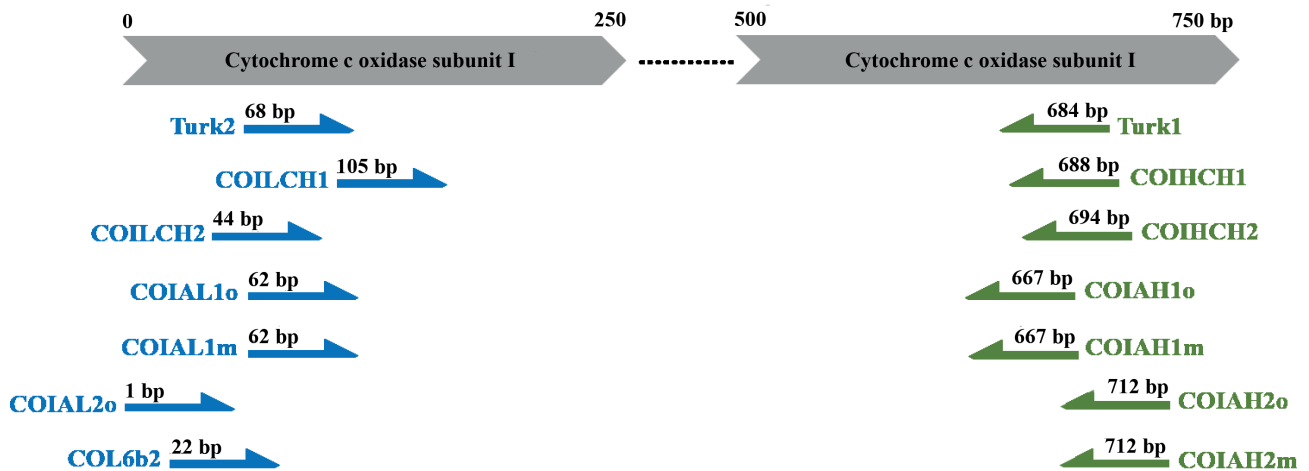 0 250 500 750 bp
Cytochrome c oxidase subunit I Cytochrome c oxidase subunit I
Turk2 68 bp 684 bp Turk1
COILCH1 105 bp 688 bp COIHCH1
COILCH2 44 bp 694 bp COIHCH2
COIAL1o 62 bp 667 bp COIAH1o
COIAL1m 62 bp 667 bp COIAH1m
COIAL2o 1 bp 712 bp COIAH2o
COL6b2 22 bp 712 bp COIAH2m